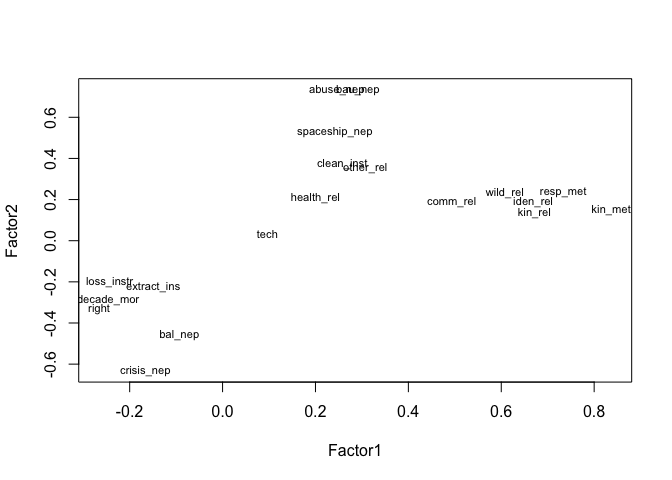 abuse_nep
bau_nep
spaceship_nep
clean_inst
other_rel
health_rel
wild_rel
resp_met
comm_rel
iden_rel
kin_rel
kin_met
tech
loss_instr
extract_ins
decade_mor
right
bal_nep
crisis_nep
0.6
0.4
0.2
0.0
-0.2
-0.4
-0.6
Factor2
-0.2
0.0
0.2
0.4
0.6
0.8
Factor1